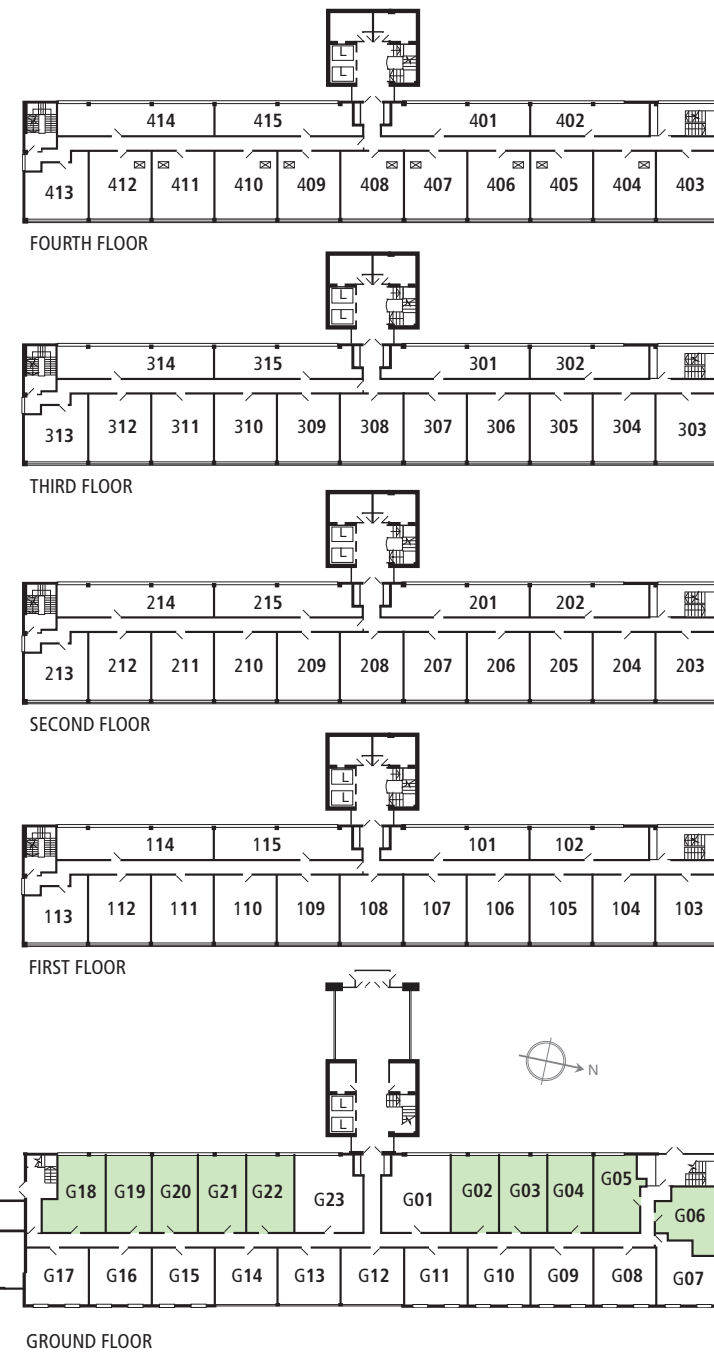 L
L
414 415 401 402
413 412 411 410 409 408 407 406 405 404 403
FOURTH FLOOR
L
L
314 315 301 302
313 312 311 310 309 308 307 306 305 304 303
THIRD FLOOR
L
L
214 215 201 202
213 212 211 210 209 208 207 206 205 204 203
SECOND FLOOR
L
L
114 115 101 102
113 112 111 110 109 108 107 106 105 104 103
FIRST FLOOR
N
L
L
G18 G19 G20 G21 G22 G23 G01 G02 G03 G04 G05
G06
G17 G16 G15 G14 G13 G12 G11 G10 G09 G08 G07
GROUND FLOOR